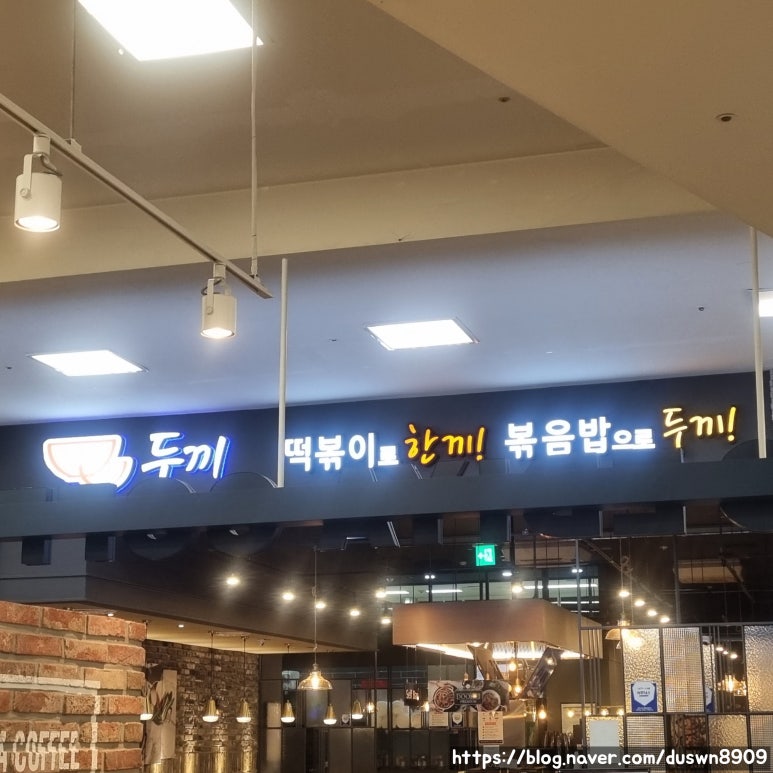 두끼 떡볶이로 한끼! 볶음밥으로 두끼!
A COFFEE
https://blog.naver.com/duswn8909